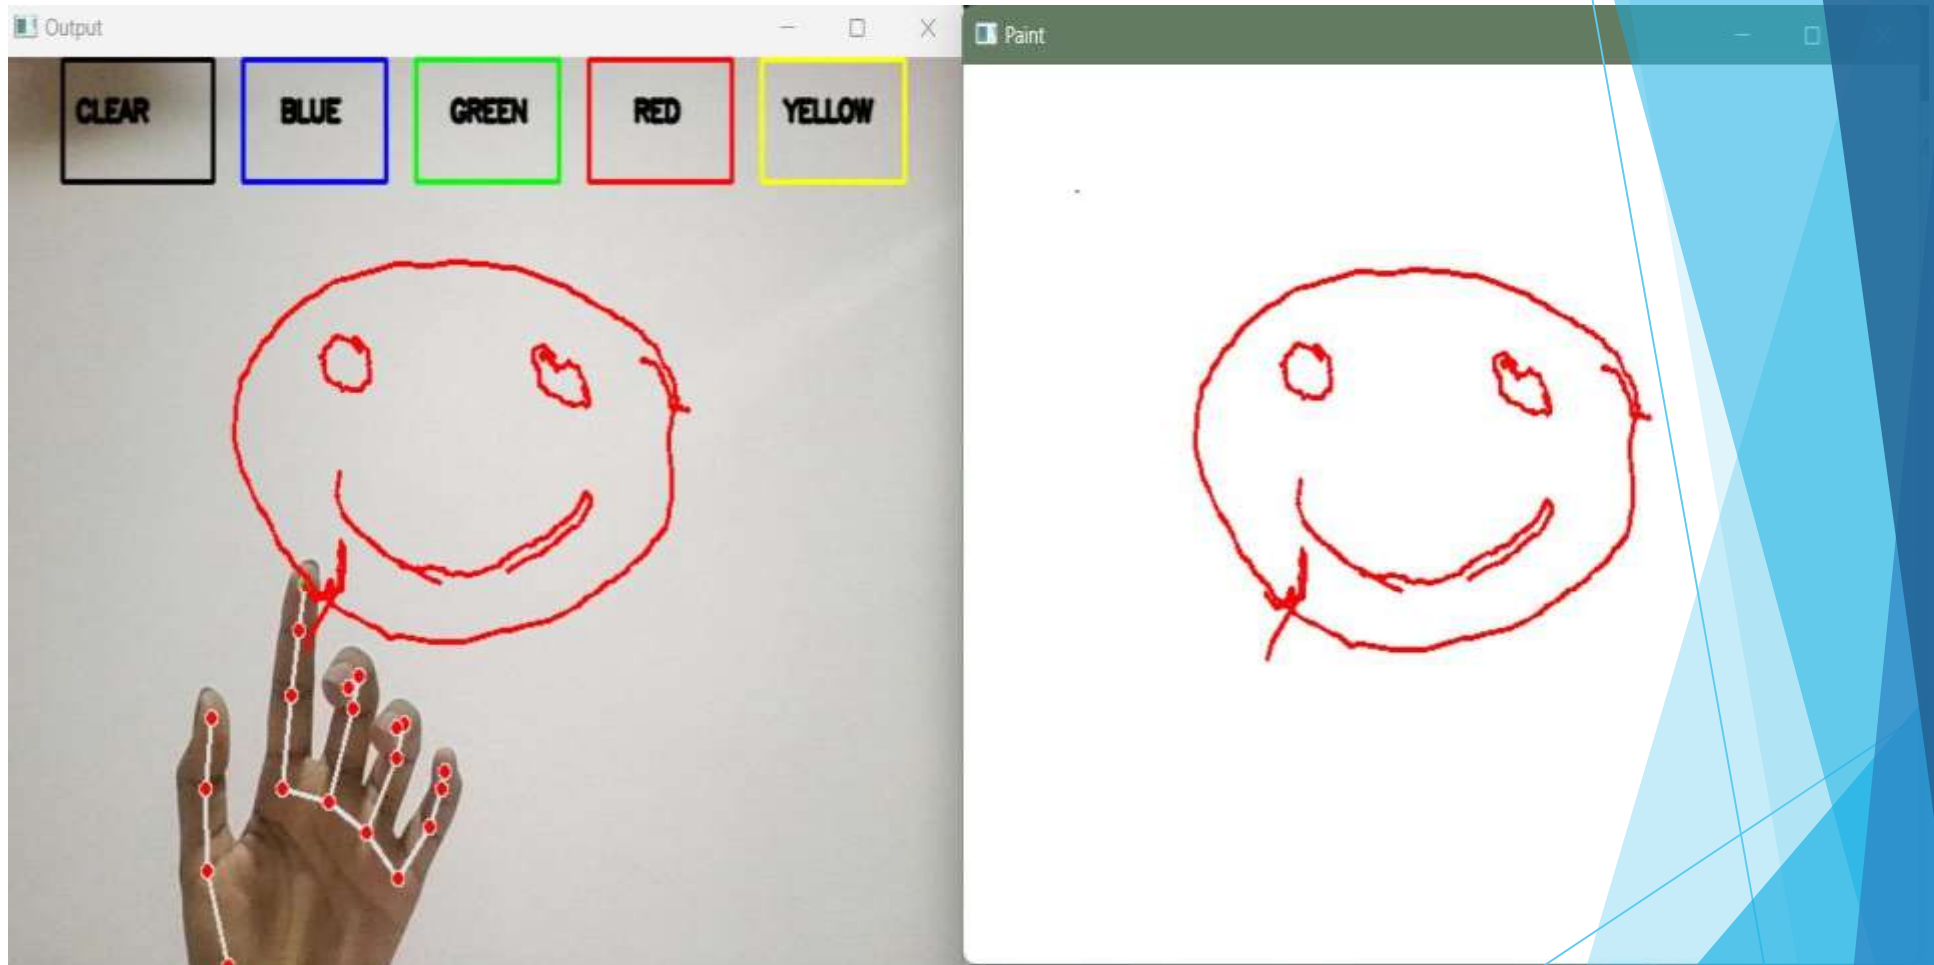 Output
CLEAR
BLUE
GREEN
RED
YELLOW
Paint